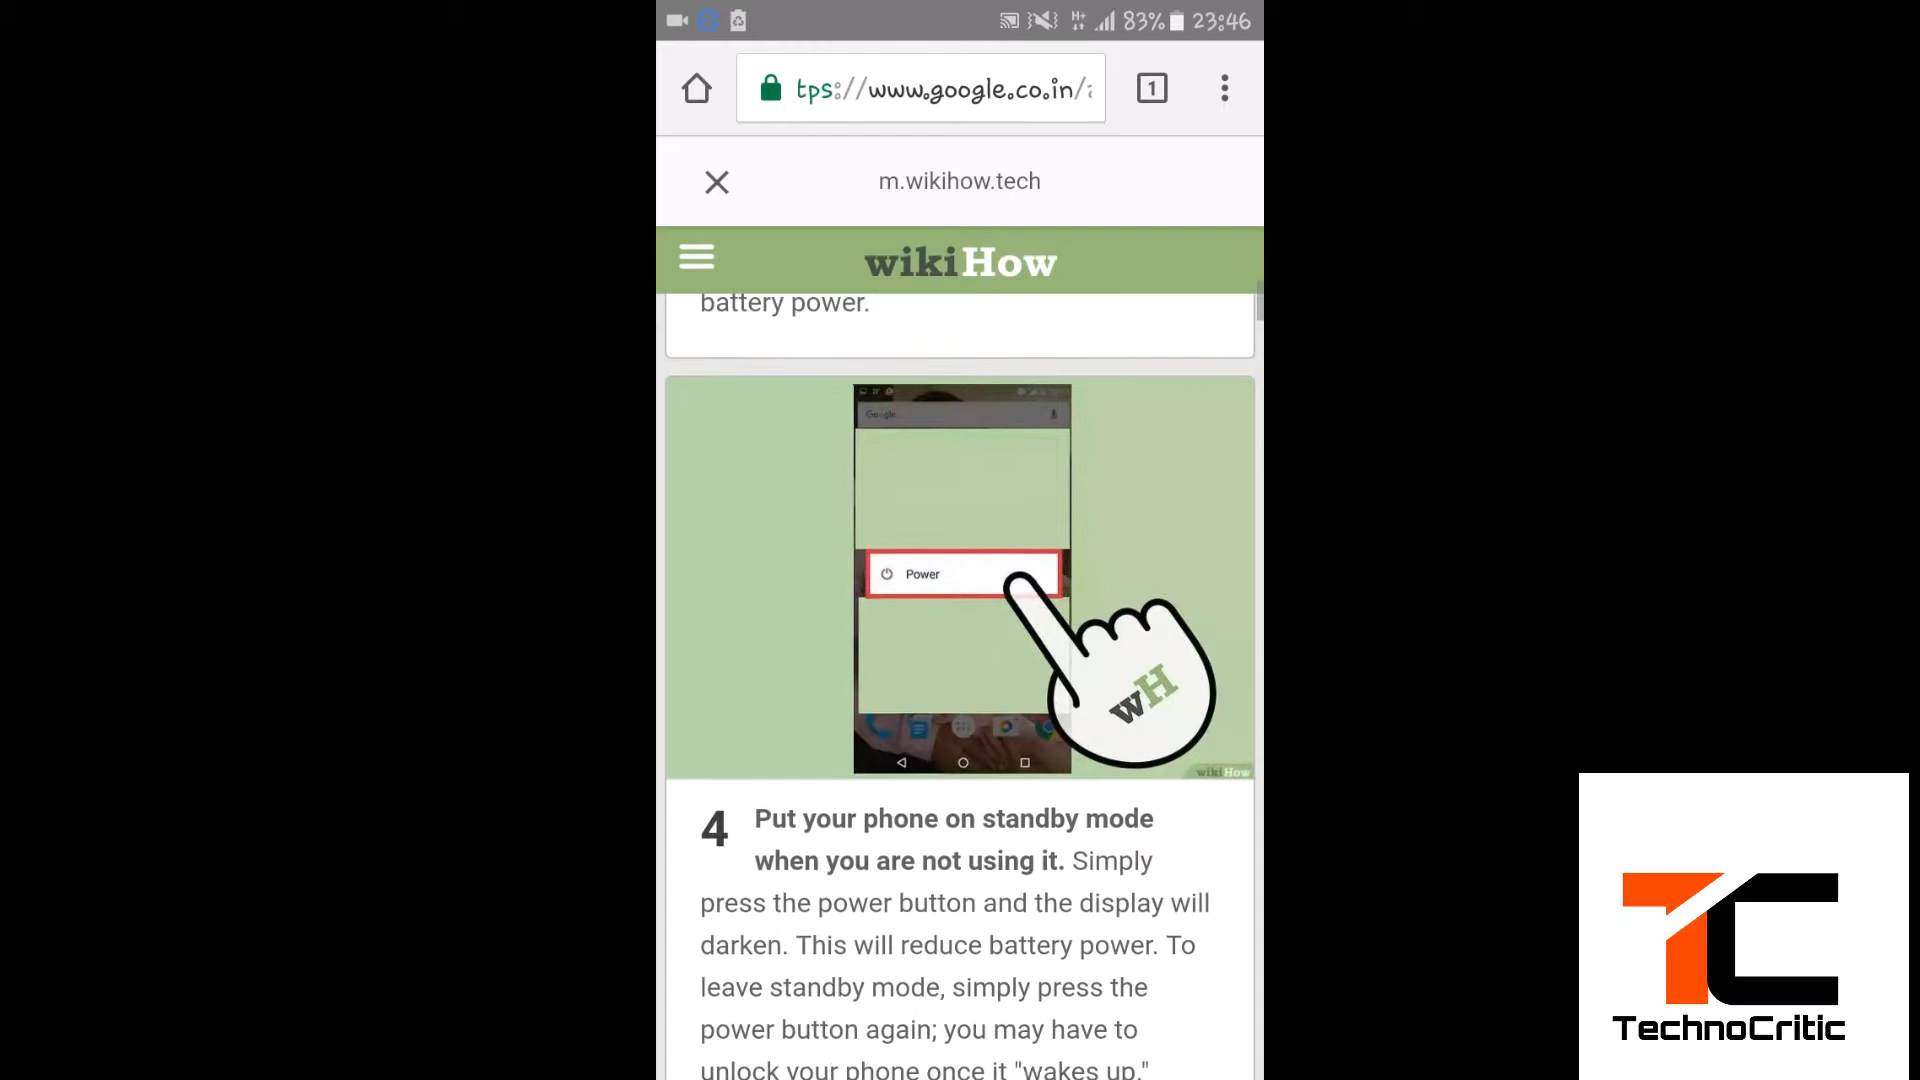 83% 23:46
tps://www.google.co.in/
1
m.wikihow.tech
wikiHow
battery power.
Google
Power
wH
wikiHow
4 Put your phone on standby mode
when you are not using it. Simply
press the power button and the display will
darken. This will reduce battery power. To
leave standby mode, simply press the
power button again; you may have to
unlock your phone once it "wakes up."
TC
TechnoCritic